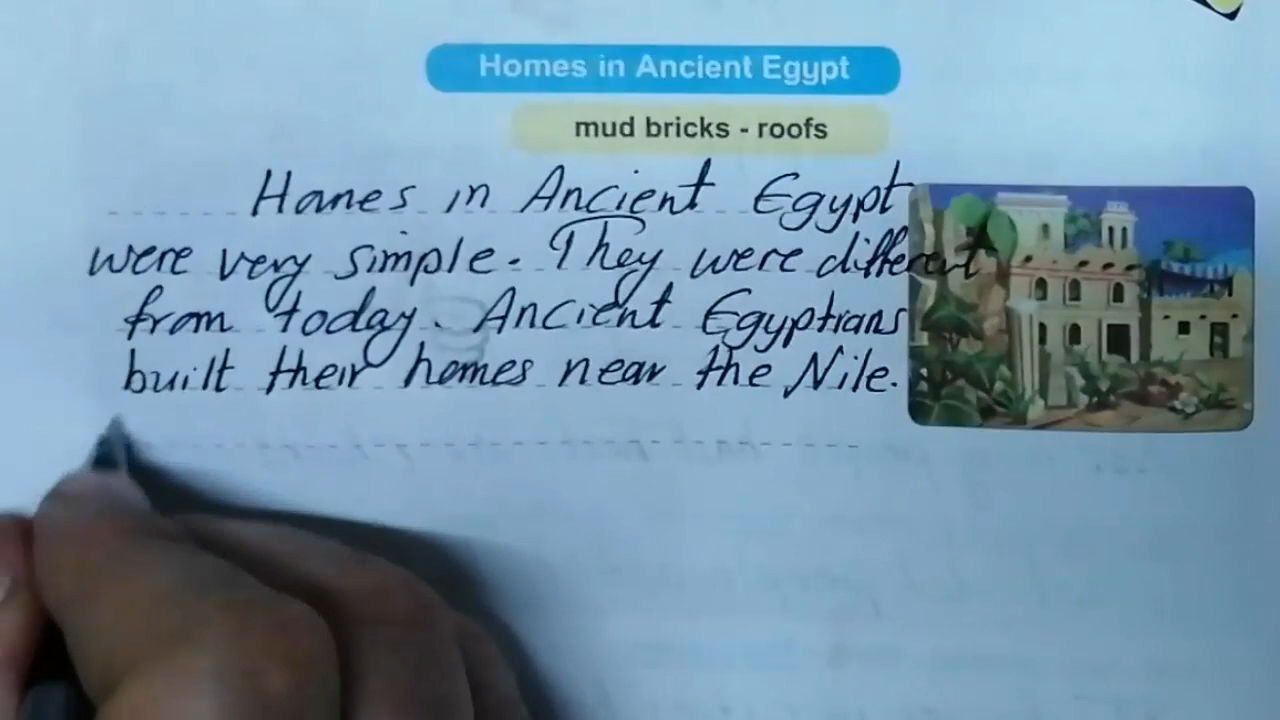 Homes in Ancient Egypt
mud bricks - roofs
Homes in Ancient Egypt
were very simple. They were different
from today. Ancient Egyptians
built their homes near the Nile.